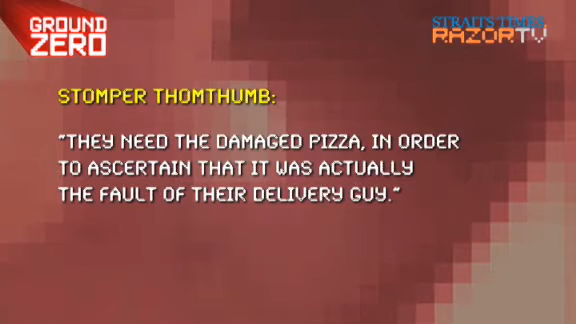 GROUND
ZERO
STRAITS TIMES
RAZORTV
STOMPER THOMTHUMB:
"THEY NEED THE DAMAGED PIZZA, IN ORDER
TO ASCERTAIN THAT IT WAS ACTUALLY
THE FAULT OF THEIR DELIVERY GUY."